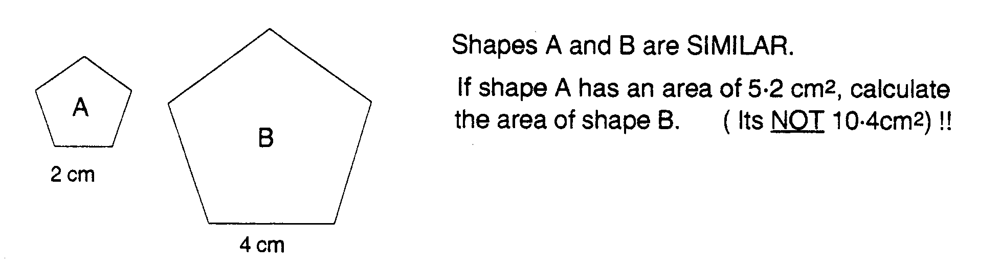 Shapes A and B are SIMILAR.
If shape A has an area of 5·2 cm², calculate
the area of shape B. ( Its NOT 10·4cm²) !!
A
B
2 cm
4 cm